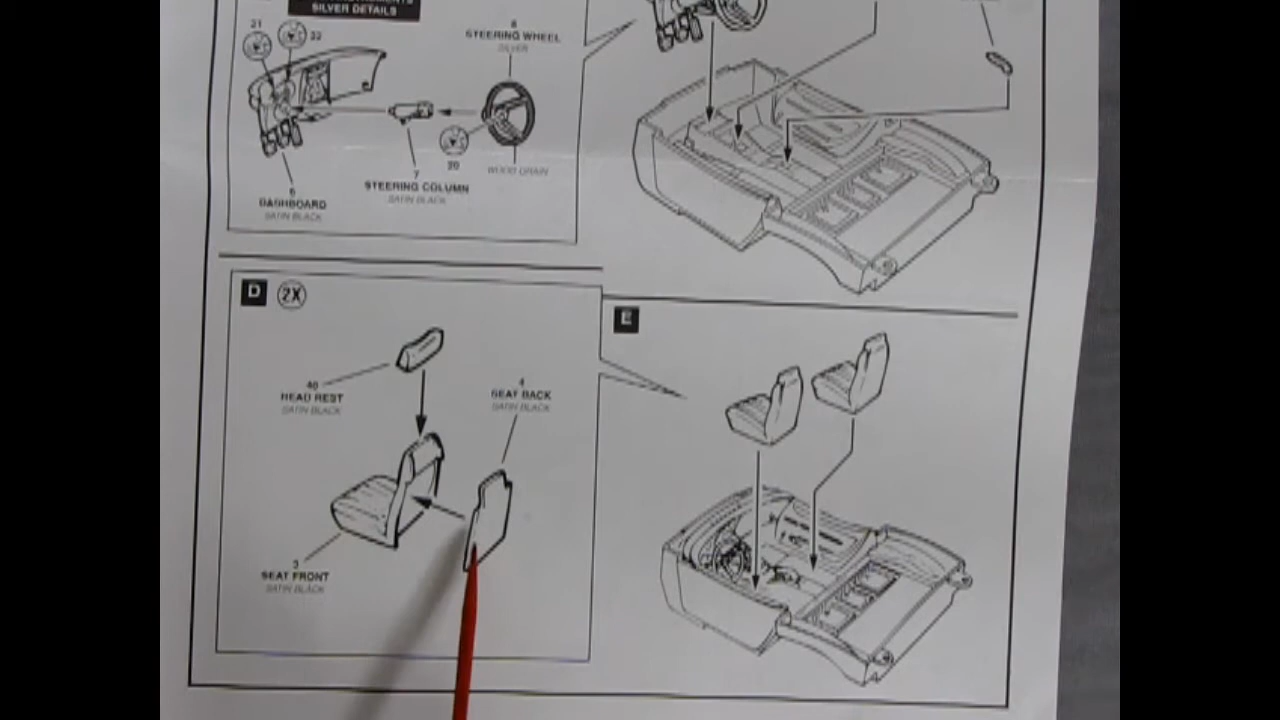 SILVER DETAILS
21
22
8
STEERING WHEEL
SILVER
20
WOOD GRAIN
7
STEERING COLUMN
SATIN BLACK
6
DASHBOARD
SATIN BLACK
D 2X
40
HEAD REST
SATIN BLACK
4
SEAT BACK
SATIN BLACK
3
SEAT FRONT
SATIN BLACK
E